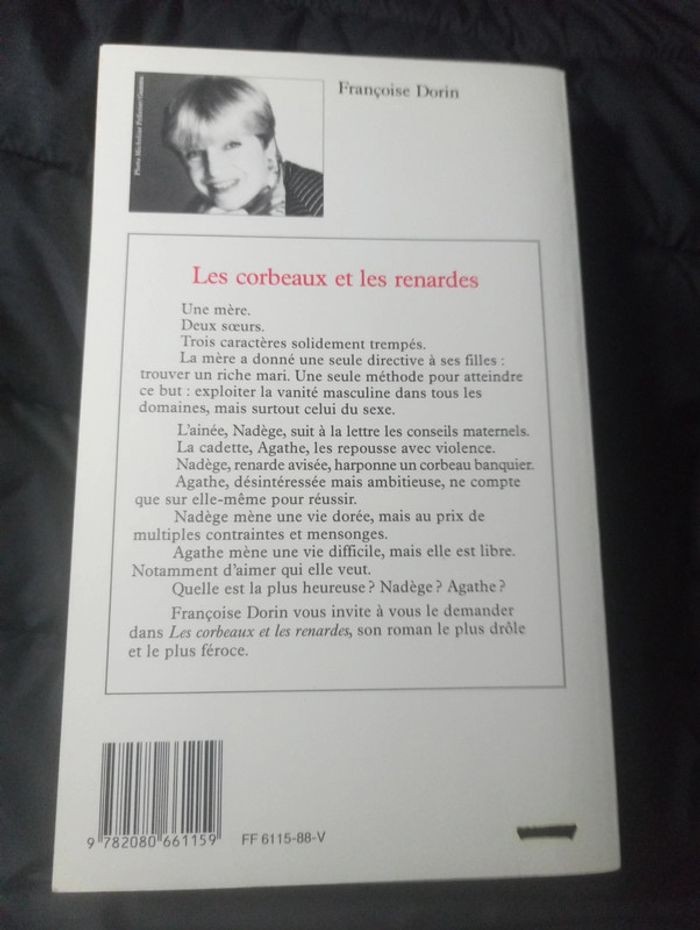 Photo Micheline Pelletier/Gamma
Françoise Dorin
Les corbeaux et les renardes
Une mère.
Deux sœurs.
Trois caractères solidement trempés.
La mère a donné une seule directive à ses filles :
trouver un riche mari. Une seule méthode pour atteindre
ce but : exploiter la vanité masculine dans tous les
domaines, mais surtout celui du sexe.
L'ainée, Nadège, suit à la lettre les conseils maternels.
La cadette, Agathe, les repousse avec violence.
Nadège, renarde avisée, harponne un corbeau banquier.
Agathe, désintéressée mais ambitieuse, ne compte
que sur elle-même pour réussir.
Nadège mène une vie dorée, mais au prix de
multiples contraintes et mensonges.
Agathe mène une vie difficile, mais elle est libre.
Notamment d'aimer qui elle veut.
Quelle est la plus heureuse ? Nadège ? Agathe ?
Françoise Dorin vous invite à vous le demander
dans Les corbeaux et les renardes, son roman le plus drôle
et le plus féroce.
9 782080 661159
FF 6115-88-V